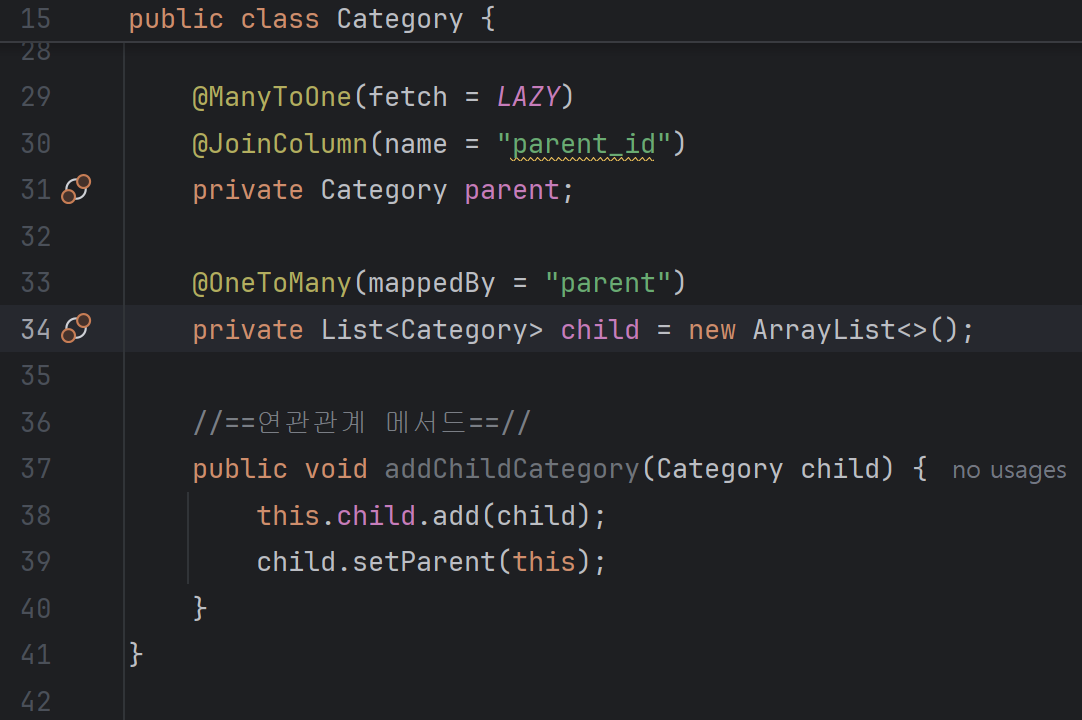 15 public class Category {
28
29 @ManyToOne(fetch = LAZY)
30 @JoinColumn(name = "parent_id")
31 private Category parent;
32
33 @OneToMany(mappedBy = "parent")
34 private List<Category> child = new ArrayList<>();
35
36 //==연관관계 메서드==//
37 public void addChildCategory(Category child) { no usages
38 this.child.add(child);
39 child.setParent(this);
40 }
41 }
42